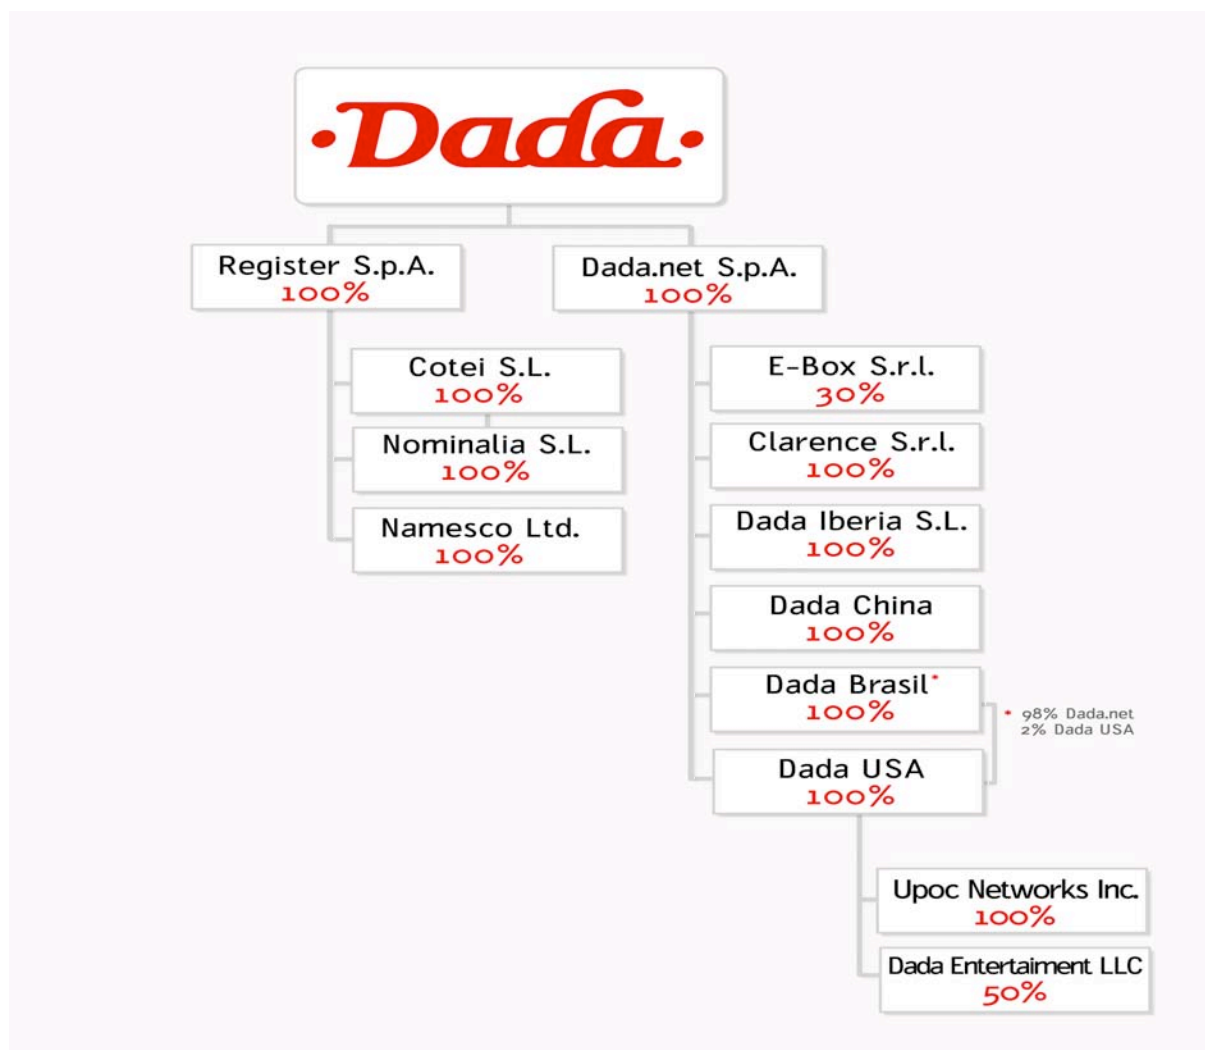 ·Dada·
Register S.p.A.
100%
Dada.net S.p.A.
100%
Cotei S.L.
100%
Nominalia S.L.
100%
Namesco Ltd.
100%
E-Box S.r.l.
30%
Clarence S.r.l.
100%
Dada Iberia S.L.
100%
Dada China
100%
Dada Brasil*
100%
* 98% Dada.net
2% Dada USA
Dada USA
100%
Upoc Networks Inc.
100%
Dada Entertaiment LLC
50%